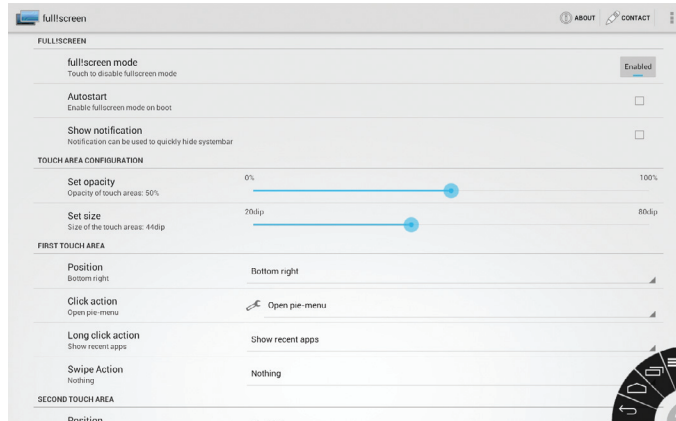 full!screen
ABOUT
CONTACT
FULL!SCREEN
full!screen mode
Touch to disable fullscreen mode
Enabled
Autostart
Enable fullscreen mode on boot
Show notification
Notification can be used to quickly hide systembar
TOUCH AREA CONFIGURATION
Set opacity
Opacity of touch areas: 50%
0%
100%
Set size
Size of the touch areas: 44dip
20dip
80dip
FIRST TOUCH AREA
Position
Bottom right
Bottom right
Click action
Open pie-menu
Open pie-menu
Long click action
Show recent apps
Show recent apps
Swipe Action
Nothing
Nothing
SECOND TOUCH AREA
Position